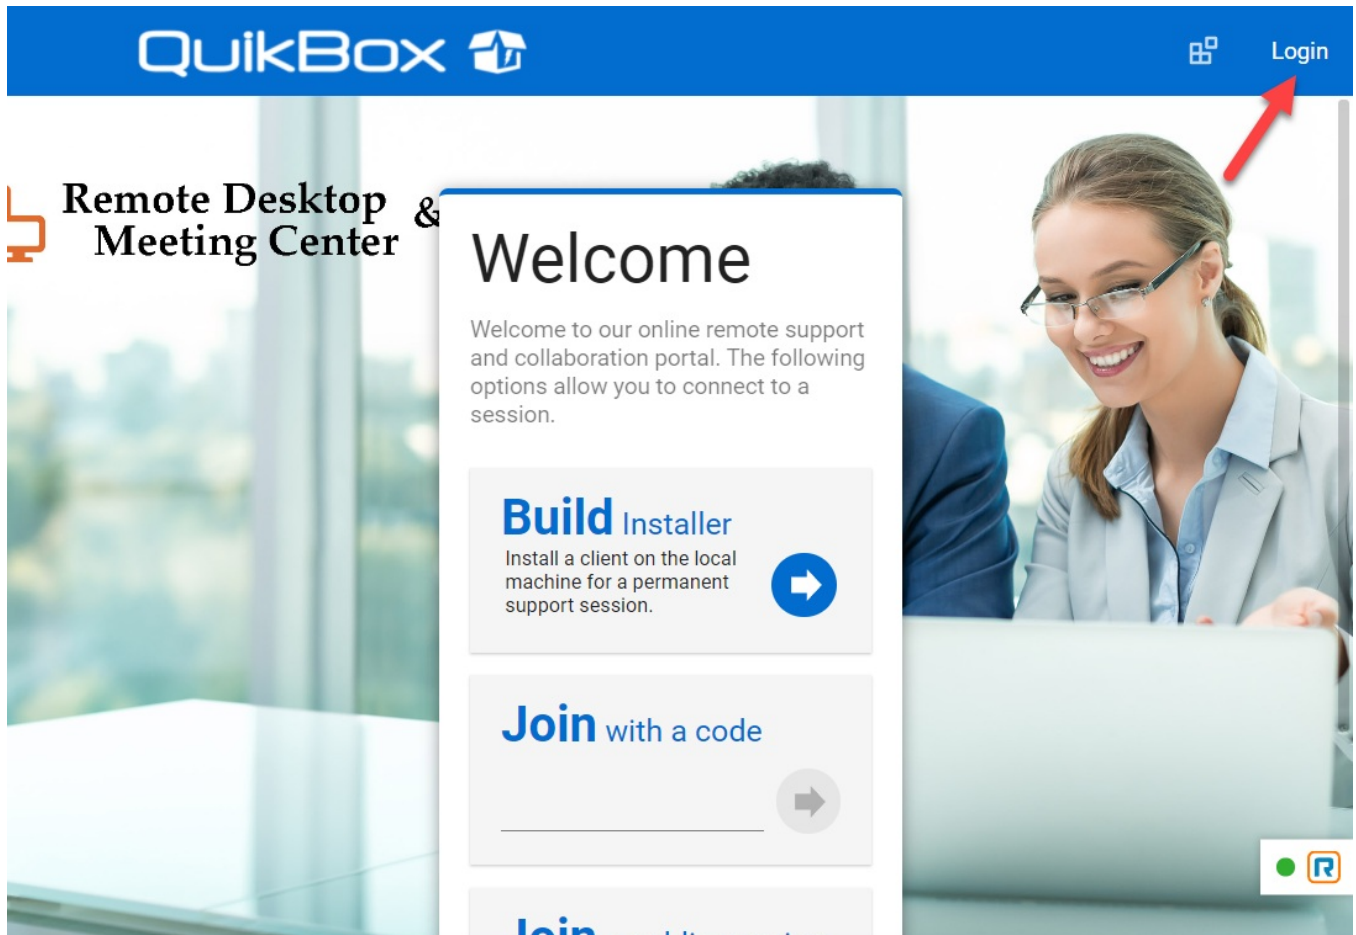 QuikBox
Login
Remote Desktop
Meeting Center
&
Welcome
Welcome to our online remote support
and collaboration portal. The following
options allow you to connect to a
session.
Build Installer
Install a client on the local
machine for a permanent
support session.
Join with a code
R
Join